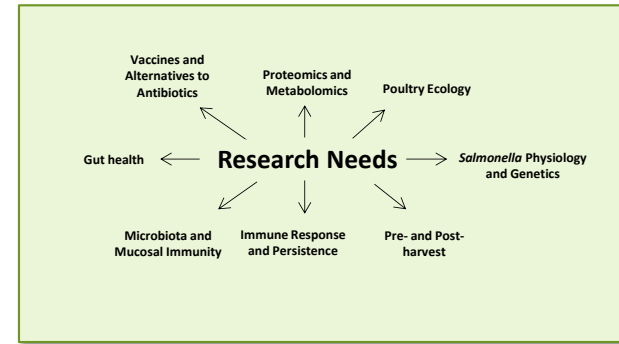 Vaccines and
Alternatives to
Antibiotics
Proteomics and
Metabolomics
Poultry Ecology
Gut health
Research Needs
Salmonella Physiology
and Genetics
Microbiota and
Mucosal Immunity
Immune Response
and Persistence
Pre- and Post-
harvest